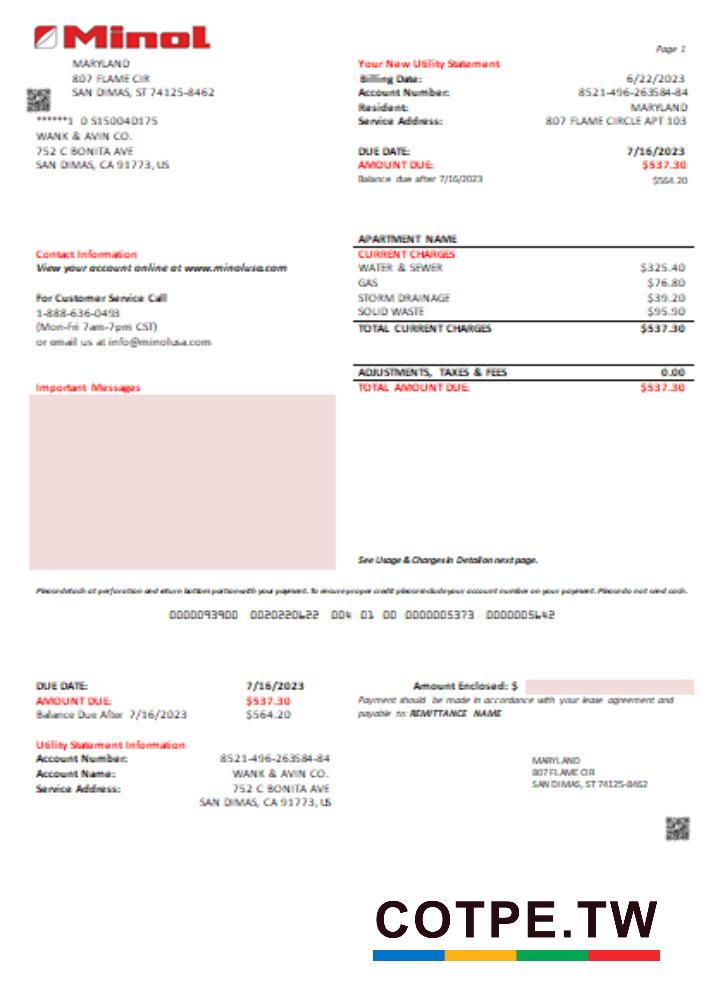 Minol
Page 1
MARYLAND
807 FLAME CIR
SAN DIMAS, ST 74125-8462
******1 0 S15004D175
WANK & AVIN CO.
752 C BONITA AVE
SAN DIMAS, CA 91773, US
Your New Utility Statement
Billing Date: 6/22/2023
Account Number: 8521-496-263584-84
Resident: MARYLAND
Service Address: 807 FLAME CIRCLE APT 103
DUE DATE: 7/16/2023
AMOUNT DUE: $537.30
Balance due after 7/16/2023 $564.20
Contact Information
View your account online at www.minolusa.com
For Customer Service Call
1-888-636-0493
(Mon-Fri 7am-7pm CST)
or email us at info@minolusa.com
Important Messages
APARTMENT NAME
CURRENT CHARGES
WATER & SEWER $325.40
GAS $76.80
STORM DRAINAGE $39.20
SOLID WASTE $95.90
TOTAL CURRENT CHARGES $537.30
ADJUSTMENTS, TAXES & FEES 0.00
TOTAL AMOUNT DUE: $537.30
See Usage & Charges in Detail on next page.
Please detach at perforation and return bottom portion with your payment. To ensure proper credit please include your account number on your payment. Please do not send cash.
0000093900 0020220622 004 01 00 0000005373 0000005642
DUE DATE: 7/16/2023
AMOUNT DUE: $537.30
Balance Due After 7/16/2023 $564.20
Utility Statement Information
Account Number: 8521-496-263584-84
Account Name: WANK & AVIN CO.
Service Address: 752 C BONITA AVE
SAN DIMAS, CA 91773, US
Amount Enclosed: $
Payment should be made in accordance with your lease agreement and
payable to: REMITTANCE NAME
MARYLAND
807 FLAME CIR
SAN DIMAS, ST 74125-8462
COTPE.TW